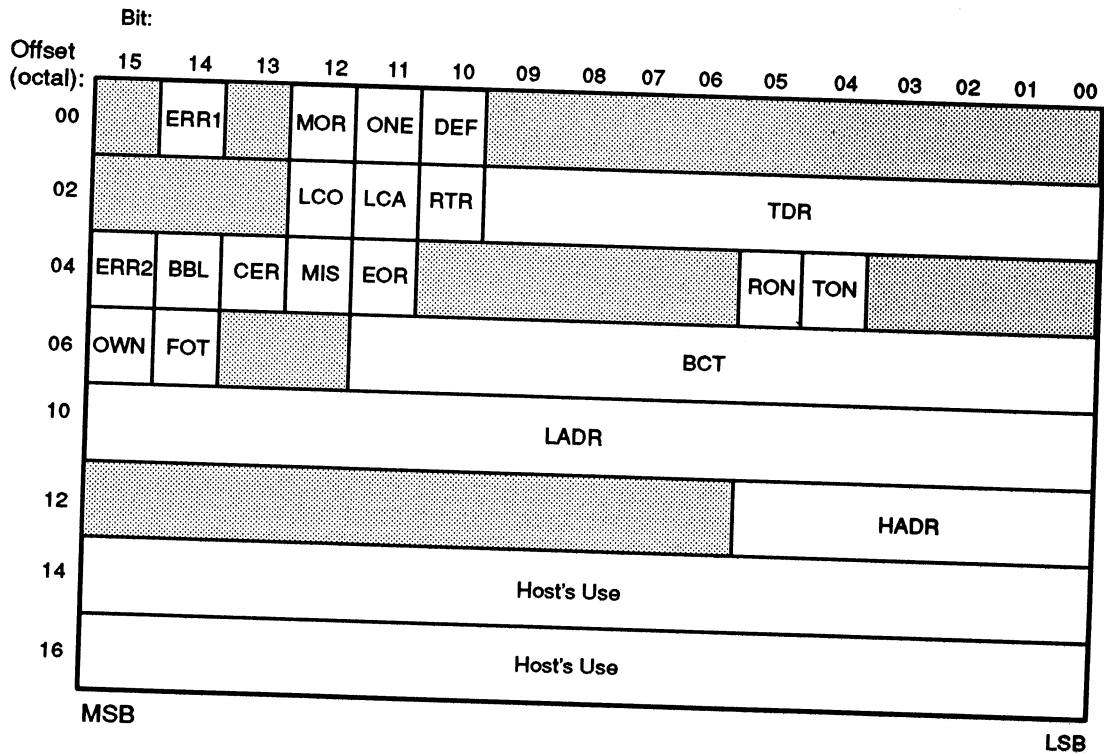 Bit:
Offset (octal): 15 14 13 12 11 10 09 08 07 06 05 04 03 02 01 00
00 ERR1 MOR ONE DEF
02 LCO LCA RTR TDR
04 ERR2 BBL CER MIS EOR RON TON
06 OWN FOT BCT
10 LADR
12 HADR
14 Host's Use
16 Host's Use
MSB LSB